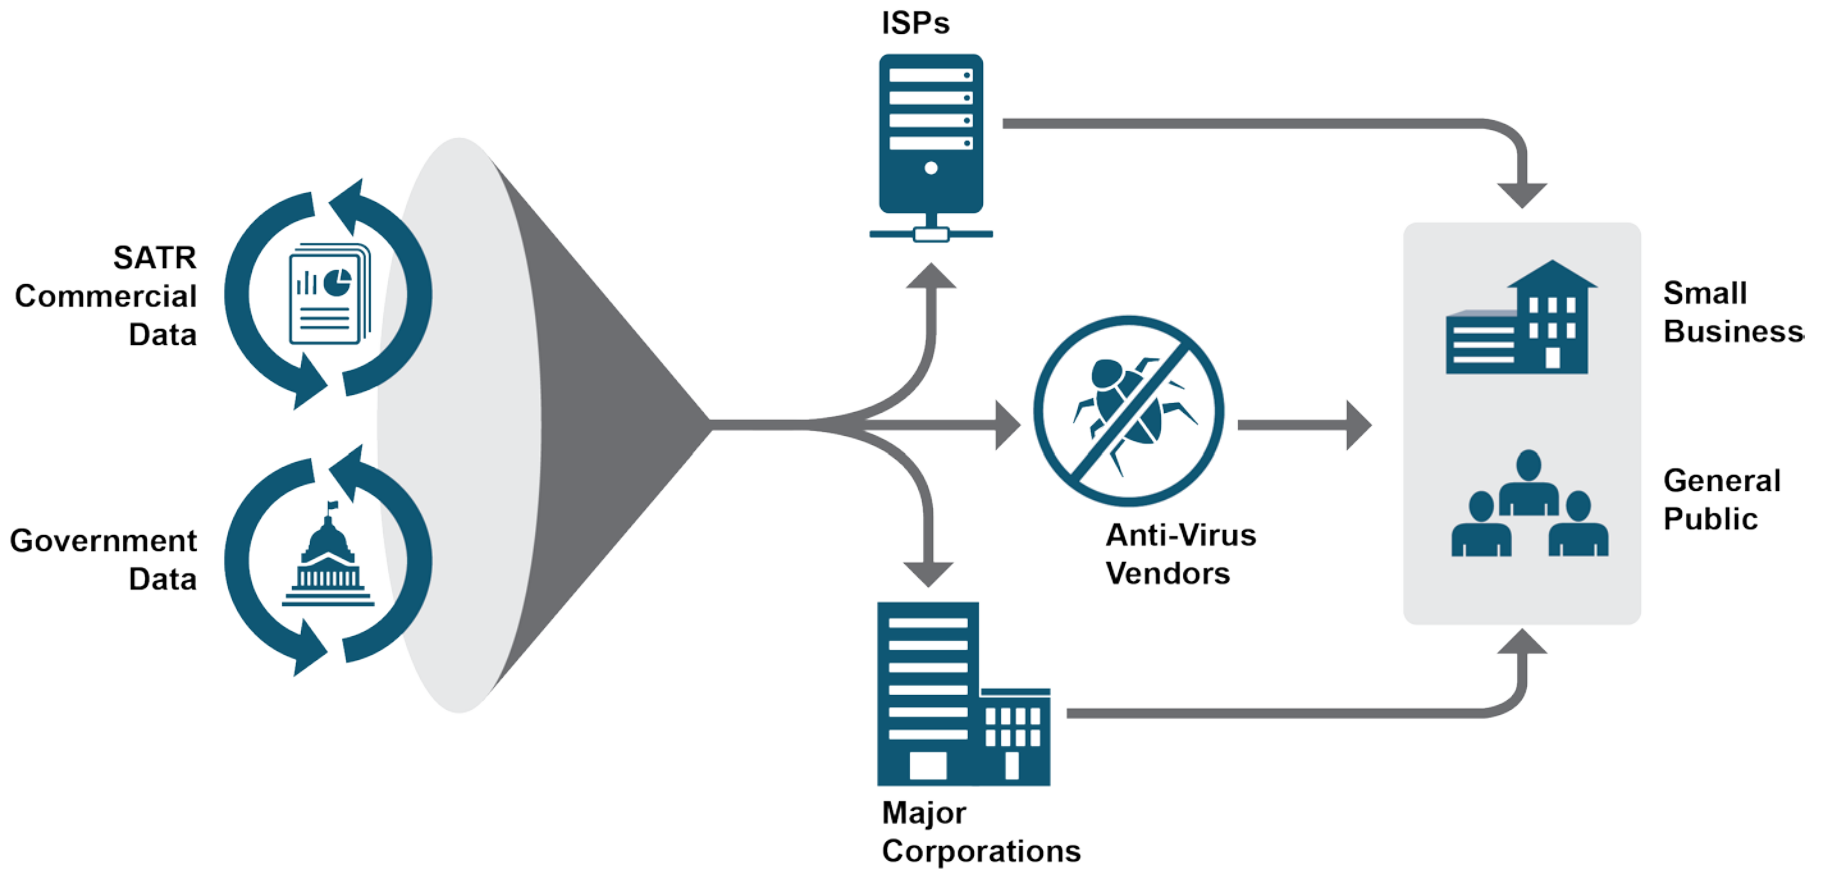 ISPs
SATR
Commercial
Data
Government
Data
Anti-Virus
Vendors
Major
Corporations
Small
Business
General
Public